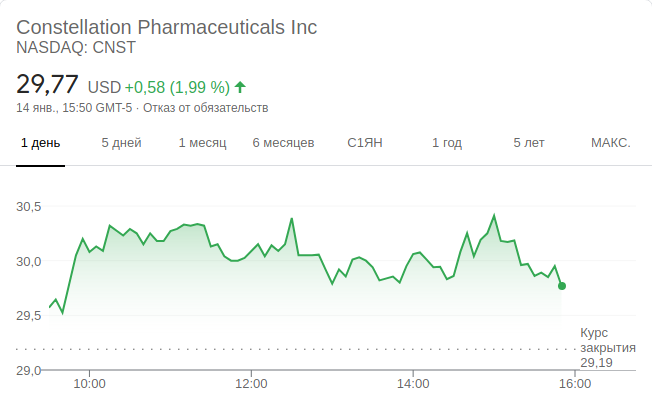 Constellation Pharmaceuticals Inc
NASDAQ: CNST
29,77 USD +0,58 (1,99 %)
14 янв., 15:50 GMT-5 · Отказ от обязательств
1 день 5 дней 1 месяц 6 месяцев С1ЯН 1 год 5 лет МАКС.
30,5
30,0
29,5
Курс
закрытия
29,19
29,0
10:00 12:00 14:00 16:00